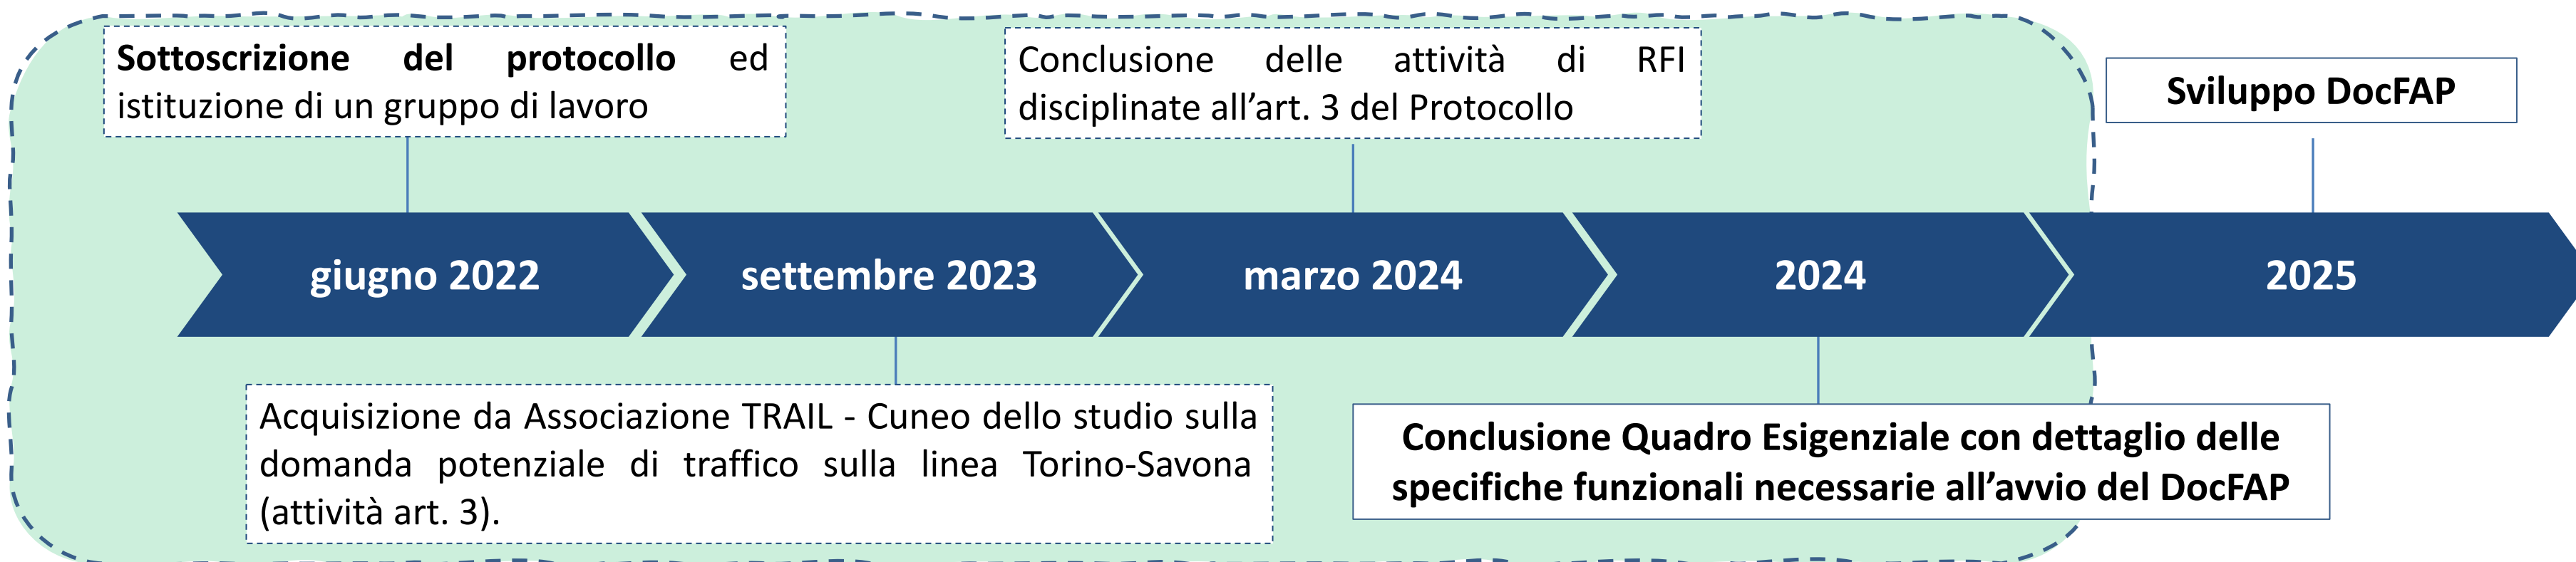 Sottoscrizione del protocollo ed
istituzione di un gruppo di lavoro
Conclusione delle attività di RFI
disciplinate all’art. 3 del Protocollo
Sviluppo DocFAP
giugno 2022
settembre 2023
marzo 2024
2024
2025
Acquisizione da Associazione TRAIL - Cuneo dello studio sulla
domanda potenziale di traffico sulla linea Torino-Savona
(attività art. 3).
Conclusione Quadro Esigenziale con dettaglio delle
specifiche funzionali necessarie all’avvio del DocFAP